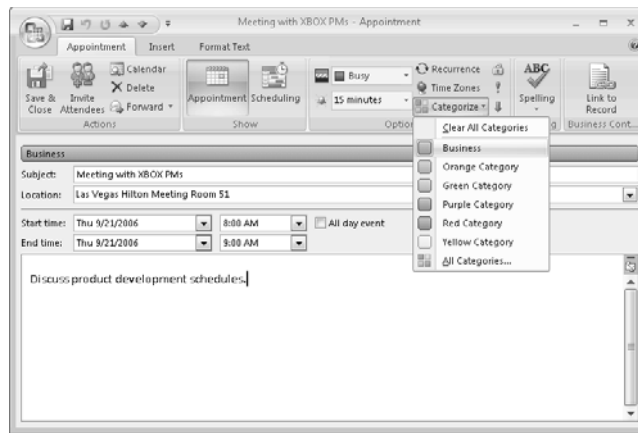 Meeting with XBOX PMs - Appointment
Appointment Insert Format Text
Save & Close
Invite Attendees
Calendar
Delete
Forward
Actions
Appointment Scheduling
Show
Busy
15 minutes
Recurrence
Time Zones
Categorize
Optio
ABC
Spelling
g
Link to Record
Business Cont...
Clear All Categories
Business
Orange Category
Green Category
Purple Category
Red Category
Yellow Category
All Categories...
Business
Subject: Meeting with XBOX PMs
Location: Las Vegas Hilton Meeting Room 51
Start time: Thu 9/21/2006 8:00 AM All day event
End time: Thu 9/21/2006 9:00 AM
Discuss product development schedules.